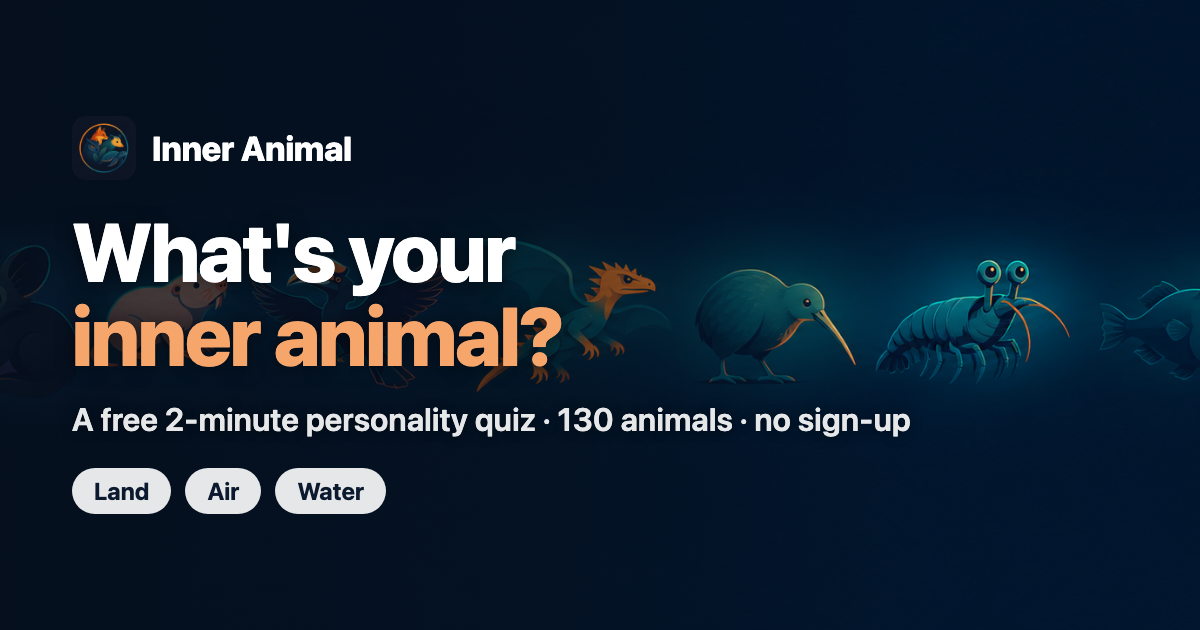 Inner Animal
What's your
inner animal?
A free 2-minute personality quiz · 130 animals · no sign-up
Land
Air
Water